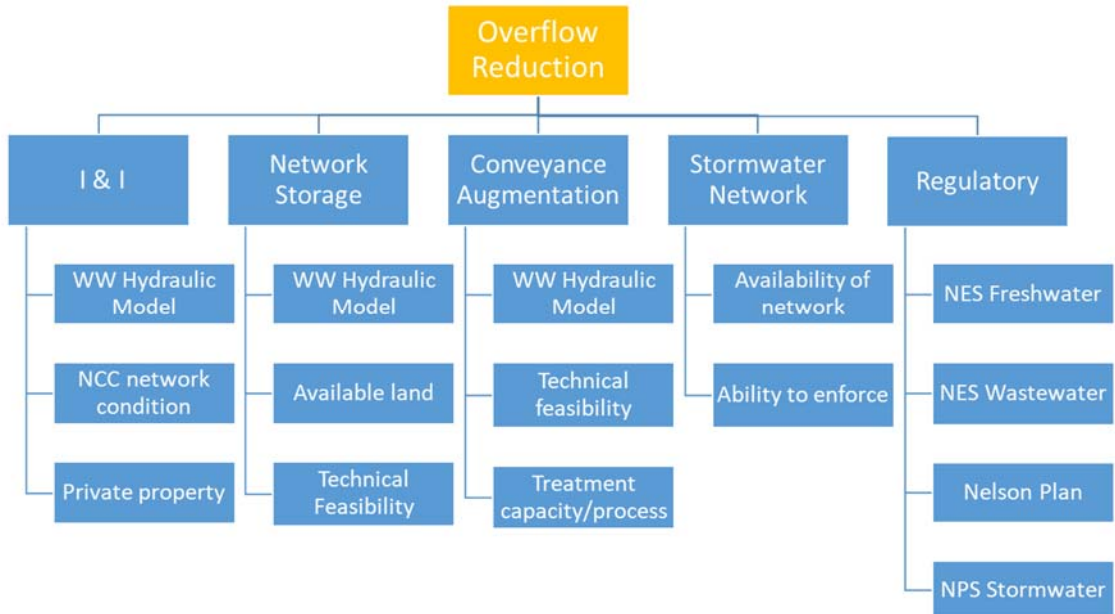 Overflow
Reduction
I & I
Network
Storage
Conveyance
Augmentation
Stormwater
Network
Regulatory
WW Hydraulic
Model
NCC network
condition
Private property
WW Hydraulic
Model
Available land
Technical
Feasibility
WW Hydraulic
Model
Technical
feasibility
Treatment
capacity/process
Availability of
network
Ability to enforce
NES Freshwater
NES Wastewater
Nelson Plan
NPS Stormwater